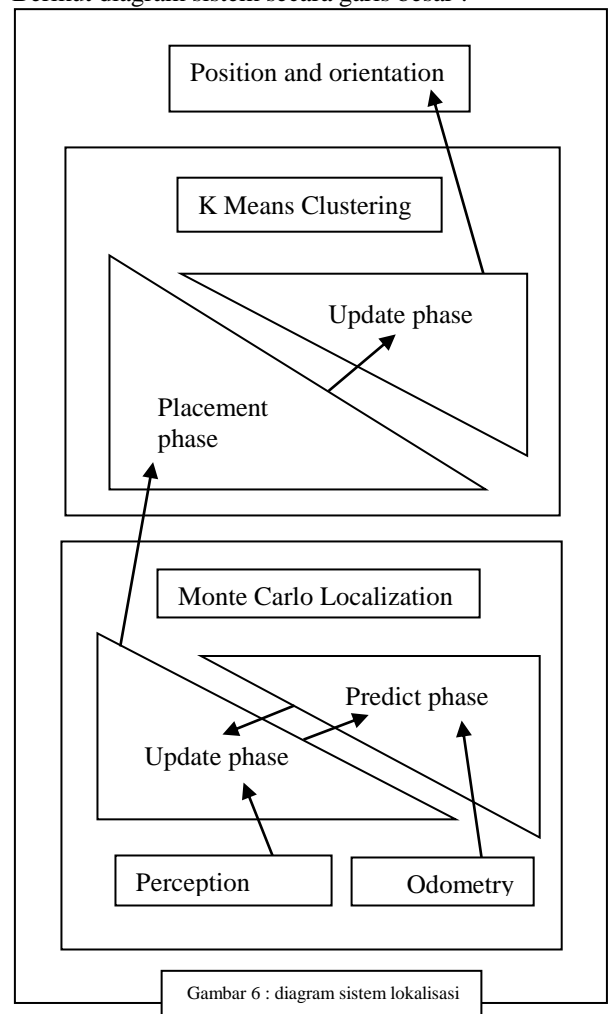 Berikut diagram sistem secara garis besar :
Position and orientation
K Means Clustering
Update phase
Placement
phase
Monte Carlo Localization
Predict phase
Update phase
Perception
Odometry
Gambar 6 : diagram sistem lokalisasi